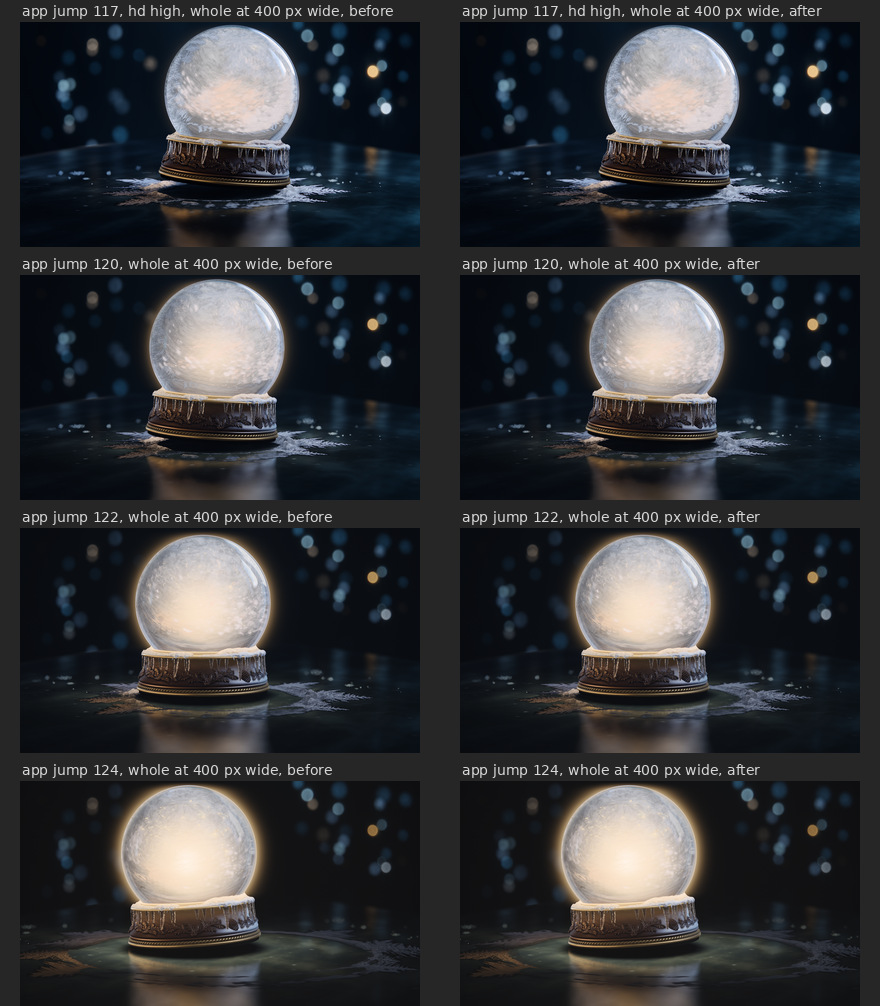 app jump 117, hd high, whole at 400 px wide, before
app jump 117, hd high, whole at 400 px wide, after
app jump 120, whole at 400 px wide, before
app jump 120, whole at 400 px wide, after
app jump 122, whole at 400 px wide, before
app jump 122, whole at 400 px wide, after
app jump 124, whole at 400 px wide, before
app jump 124, whole at 400 px wide, after